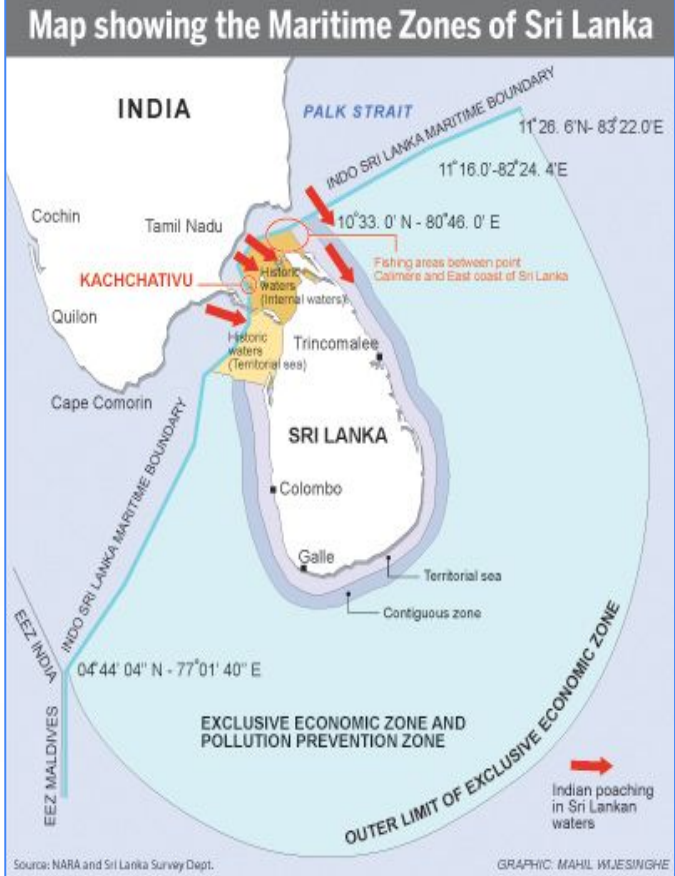 Map showing the Maritime Zones of Sri Lanka
INDIA
PALK STRAIT
INDO SRI LANKA MARITIME BOUNDARY
11°26. 6'N- 83°22.0'E
11°16.0'-82°24. 4'E
10°33. 0' N - 80°46. 0' E
Cochin
Tamil Nadu
Fishing areas between point
Calimere and East coast of Sri Lanka
KACHCHATIVU
Historic
waters
(Internal waters)
Quilon
Historic
waters
(Territorial sea)
Trincomalee
Cape Comorin
SRI LANKA
INDO SRI LANKA MARITIME BOUNDARY
Colombo
Galle
Territorial sea
Contiguous zone
EEZ INDIA
04°44' 04" N - 77°01' 40" E
EEZ MALDIVES
EXCLUSIVE ECONOMIC ZONE AND
POLLUTION PREVENTION ZONE
OUTER LIMIT OF EXCLUSIVE ECONOMIC ZONE
Indian poaching
in Sri Lankan
waters
Source: NARA and Sri Lanka Survey Dept.
GRAPHIC: MAHIL WIJESINGHE